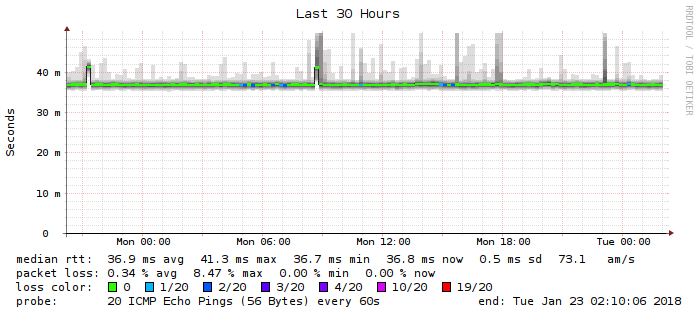 Last 30 Hours
RRDTOOL / TOBI OETIKER
Seconds
40 m
30 m
20 m
10 m
0
Mon 00:00 Mon 06:00 Mon 12:00 Mon 18:00 Tue 00:00
median rtt: 36.9 ms avg 41.3 ms max 36.7 ms min 36.8 ms now 0.5 ms sd 73.1 am/s
packet loss: 0.34 % avg 8.47 % max 0.00 % min 0.00 % now
loss color: 0 1/20 2/20 3/20 4/20 10/20 19/20
probe: 20 ICMP Echo Pings (56 Bytes) every 60s end: Tue Jan 23 02:10:06 2018